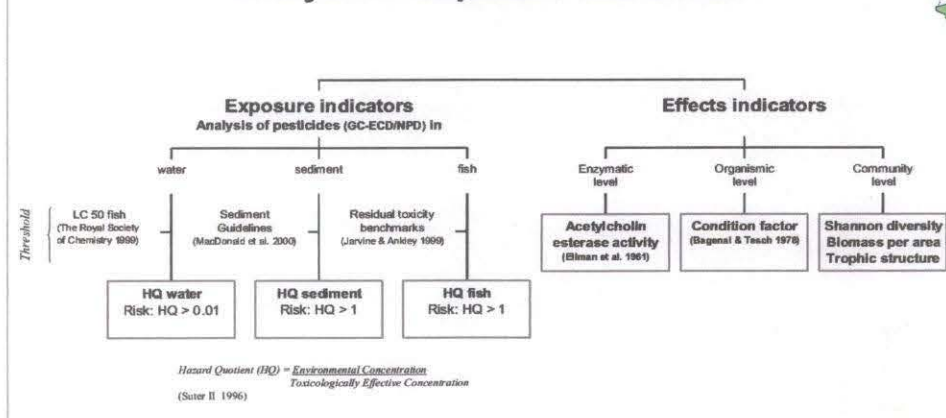 Exposure indicators
Analysis of pesticides (GC-ECD/NPD) in
Effects indicators
water
sediment
fish
Enzymatic
level
Organismic
level
Community
level
Threshold
LC 50 fish
(The Royal Society
of Chemistry 1999)
Sediment
Guidelines
(MacDonald et al. 2000)
Residual toxicity
benchmarks
(Jarvine & Ankley 1999)
Acetylcholin
esterase activity
(Ellman et al. 1961)
Condition factor
(Bagenal & Tesch 1978)
Shannon diversity
Biomass per area
Trophic structure
HQ water
Risk: HQ > 0.01
HQ sediment
Risk: HQ > 1
HQ fish
Risk: HQ > 1
Hazard Quotient (HQ) = Environmental Concentration
Toxicologically Effective Concentration
(Suter II 1996)